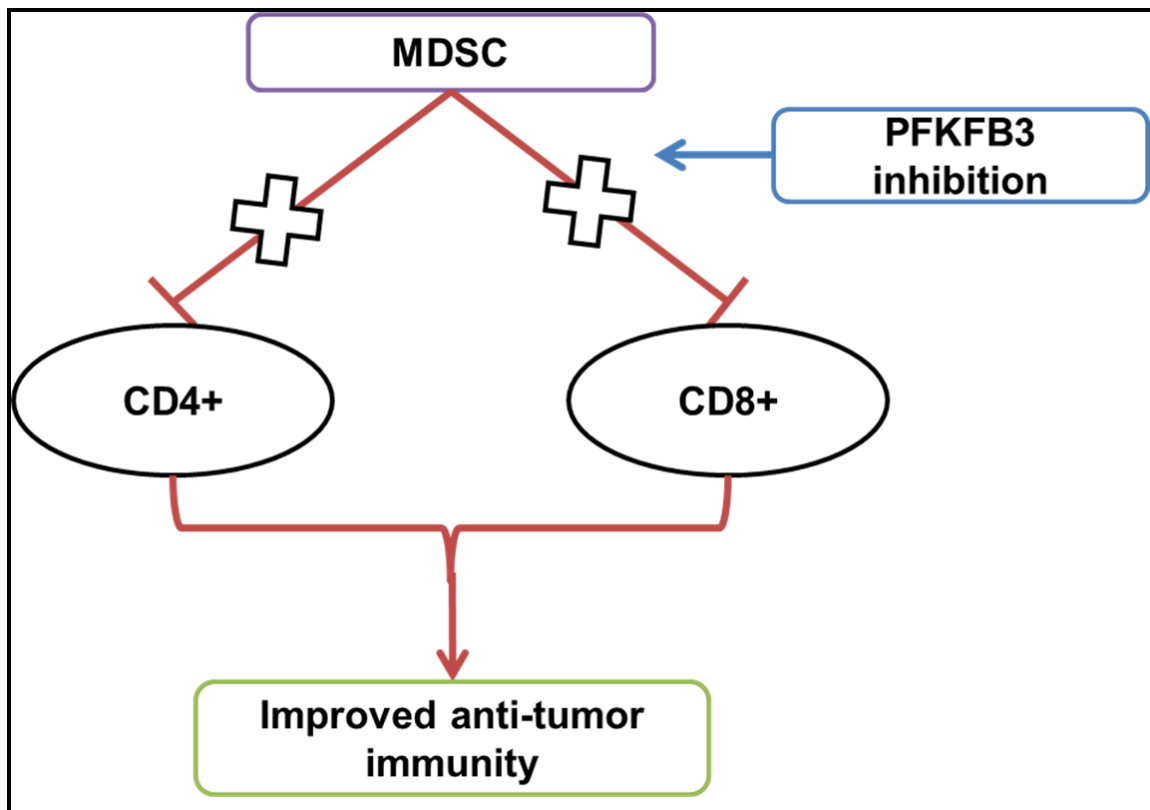 MDSC
PFKFB3
inhibition
CD4+
CD8+
Improved anti-tumor
immunity